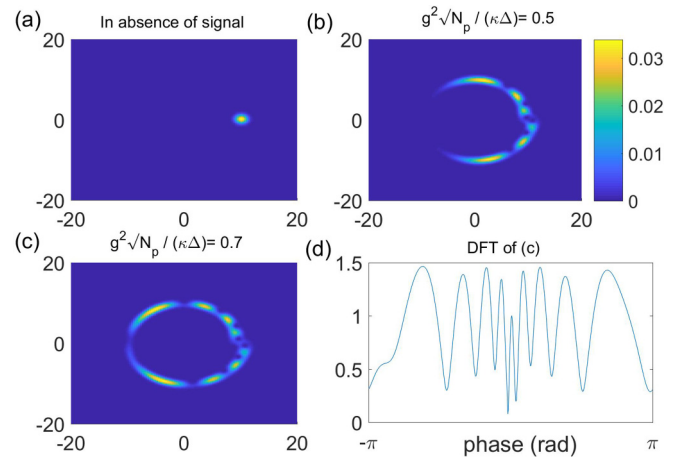 (a) In absence of signal
20
0
-20
-20 0 20
(b) g²√Nₚ / (κΔ)= 0.5
20
0
-20
-20 0 20
0.03
0.02
0.01
0
(c) g²√Nₚ / (κΔ)= 0.7
20
0
-20
-20 0 20
(d) DFT of (c)
1.5
1
0.5
0
-π phase (rad) π